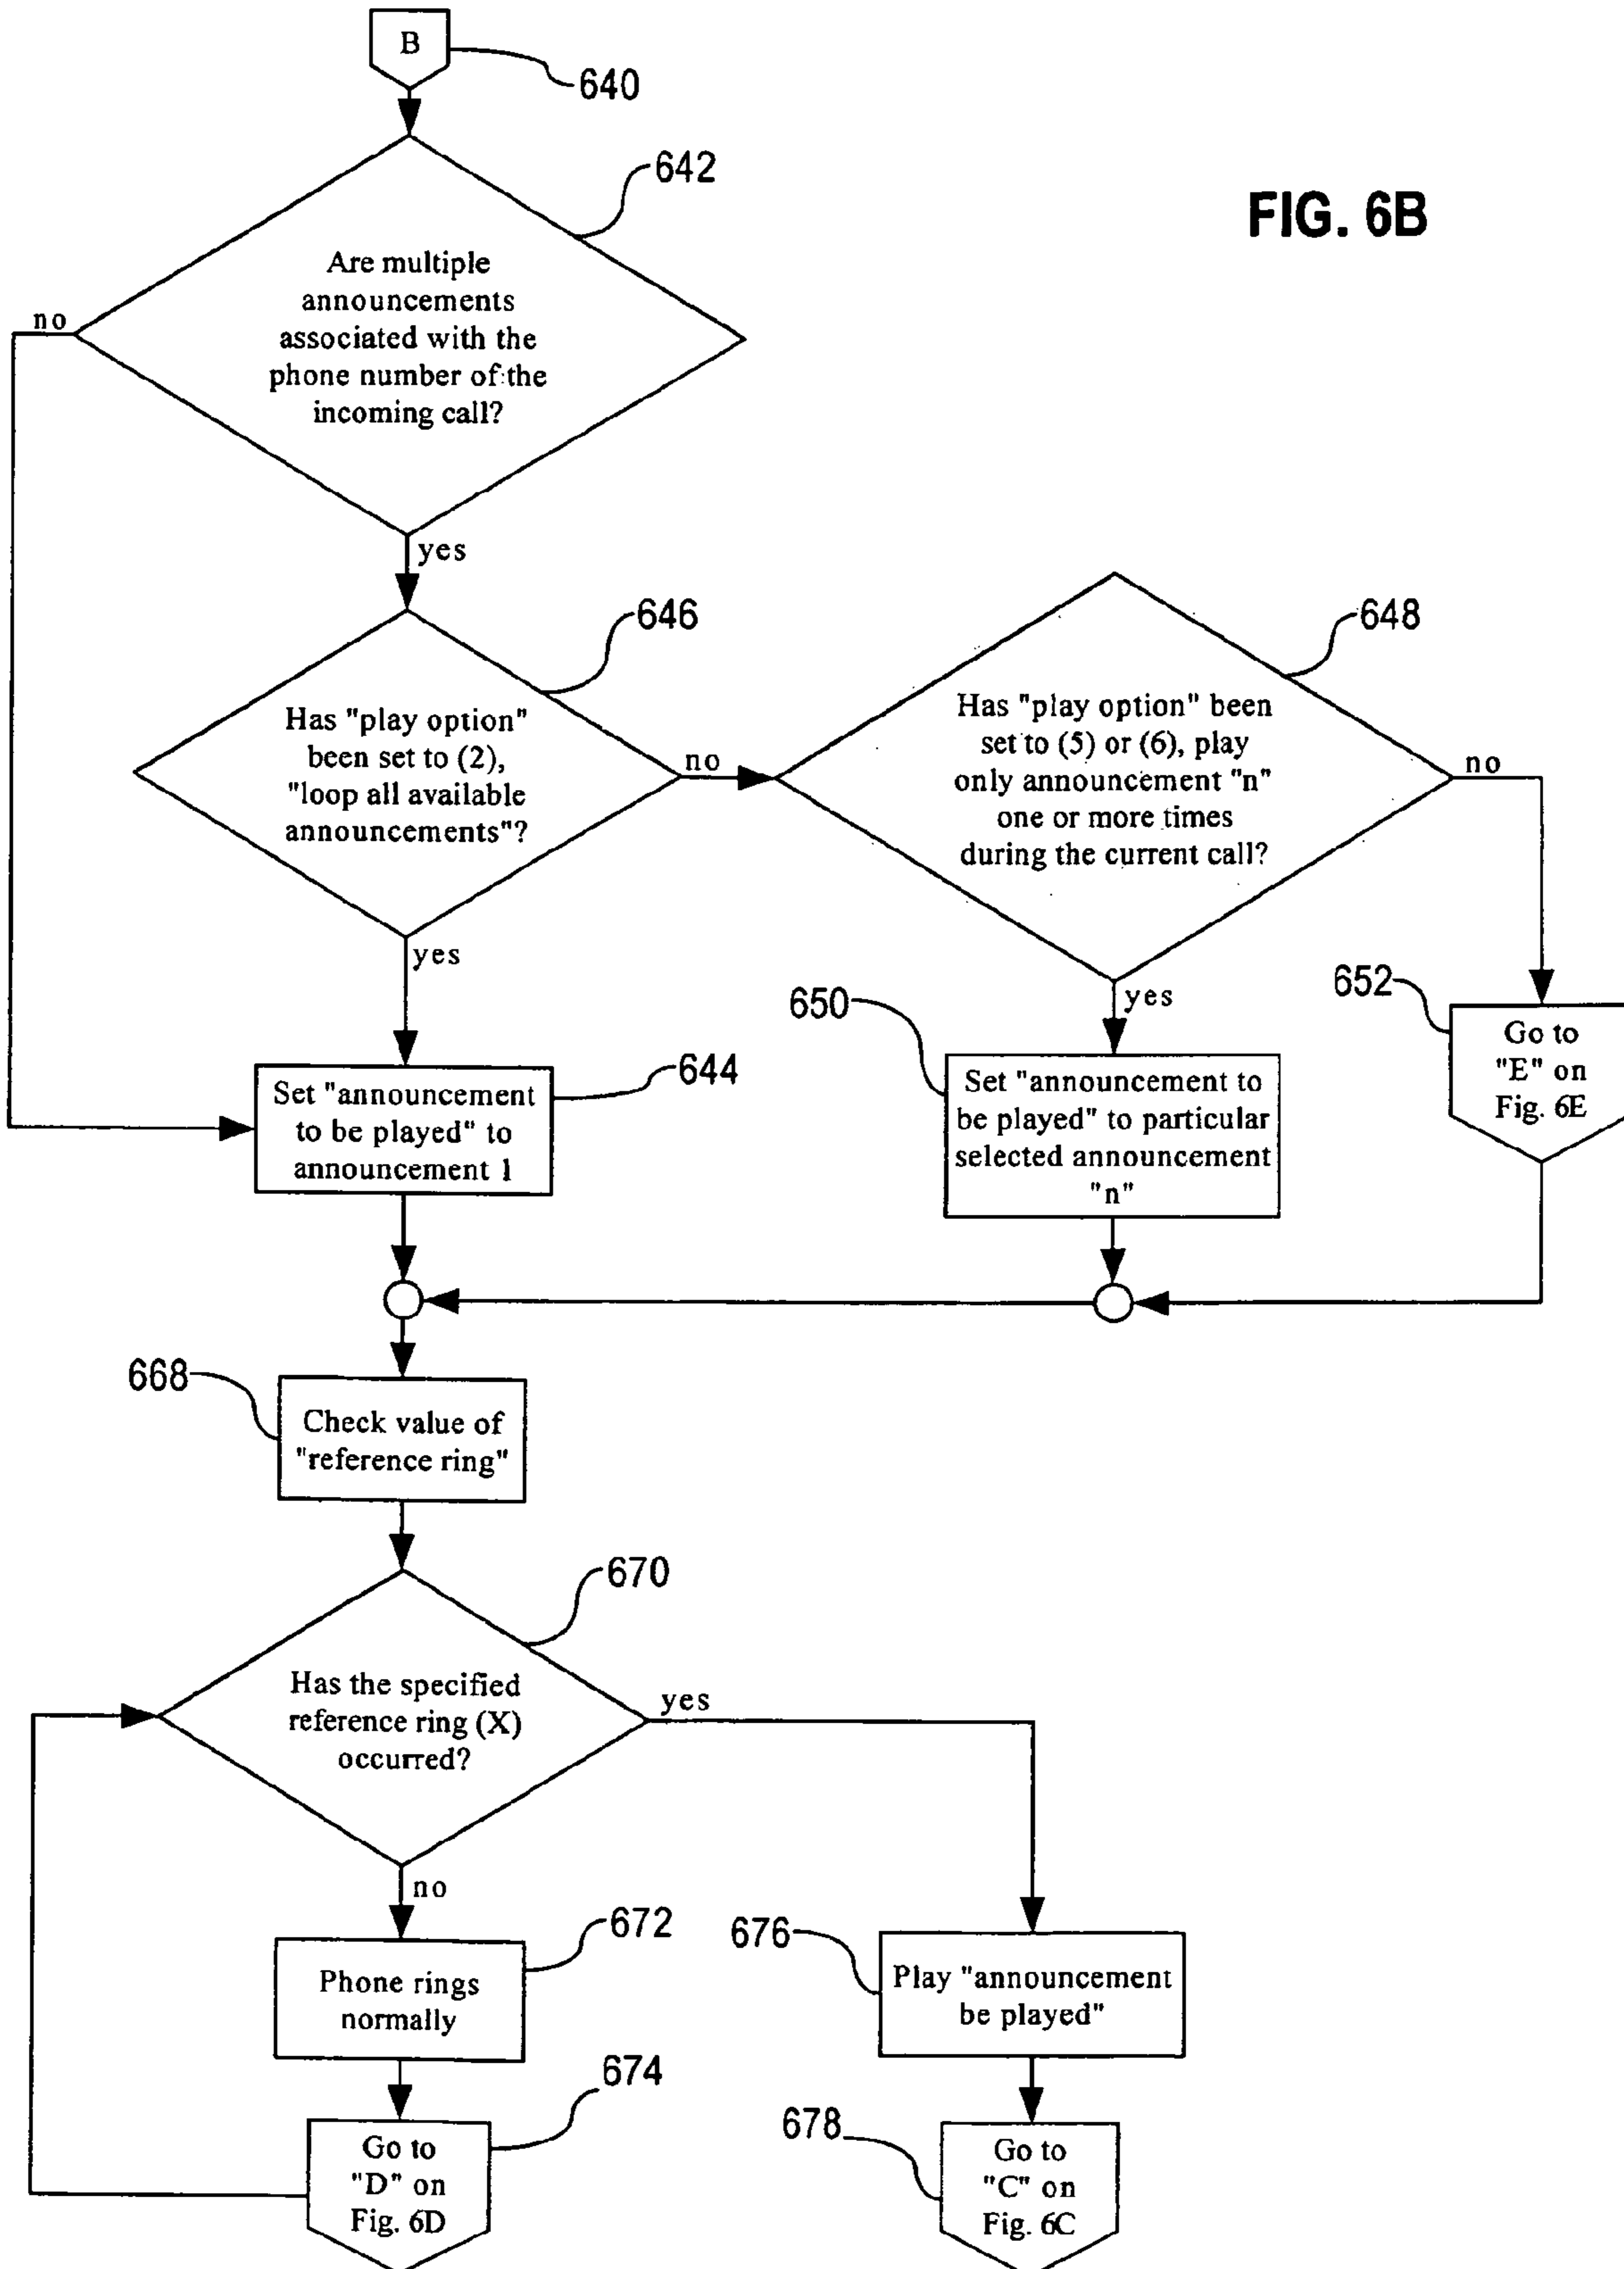 B
640
642
FIG. 6B
Are multiple
announcements
associated with the
phone number of the
incoming call?
no
yes
646
648
Has "play option"
been set to (2),
"loop all available
announcements"?
no
Has "play option" been
set to (5) or (6), play
only announcement "n"
one or more times
during the current call?
no
yes
yes
652
Go to
"E" on
Fig. 6E
650
644
Set "announcement
to be played" to
announcement 1
Set "announcement to
be played" to particular
selected announcement
"n"
668
Check value of
"reference ring"
670
Has the specified
reference ring (X)
occurred?
yes
no
672
Phone rings
normally
676
Play "announcement
be played"
674
Go to
"D" on
Fig. 6D
678
Go to
"C" on
Fig. 6C